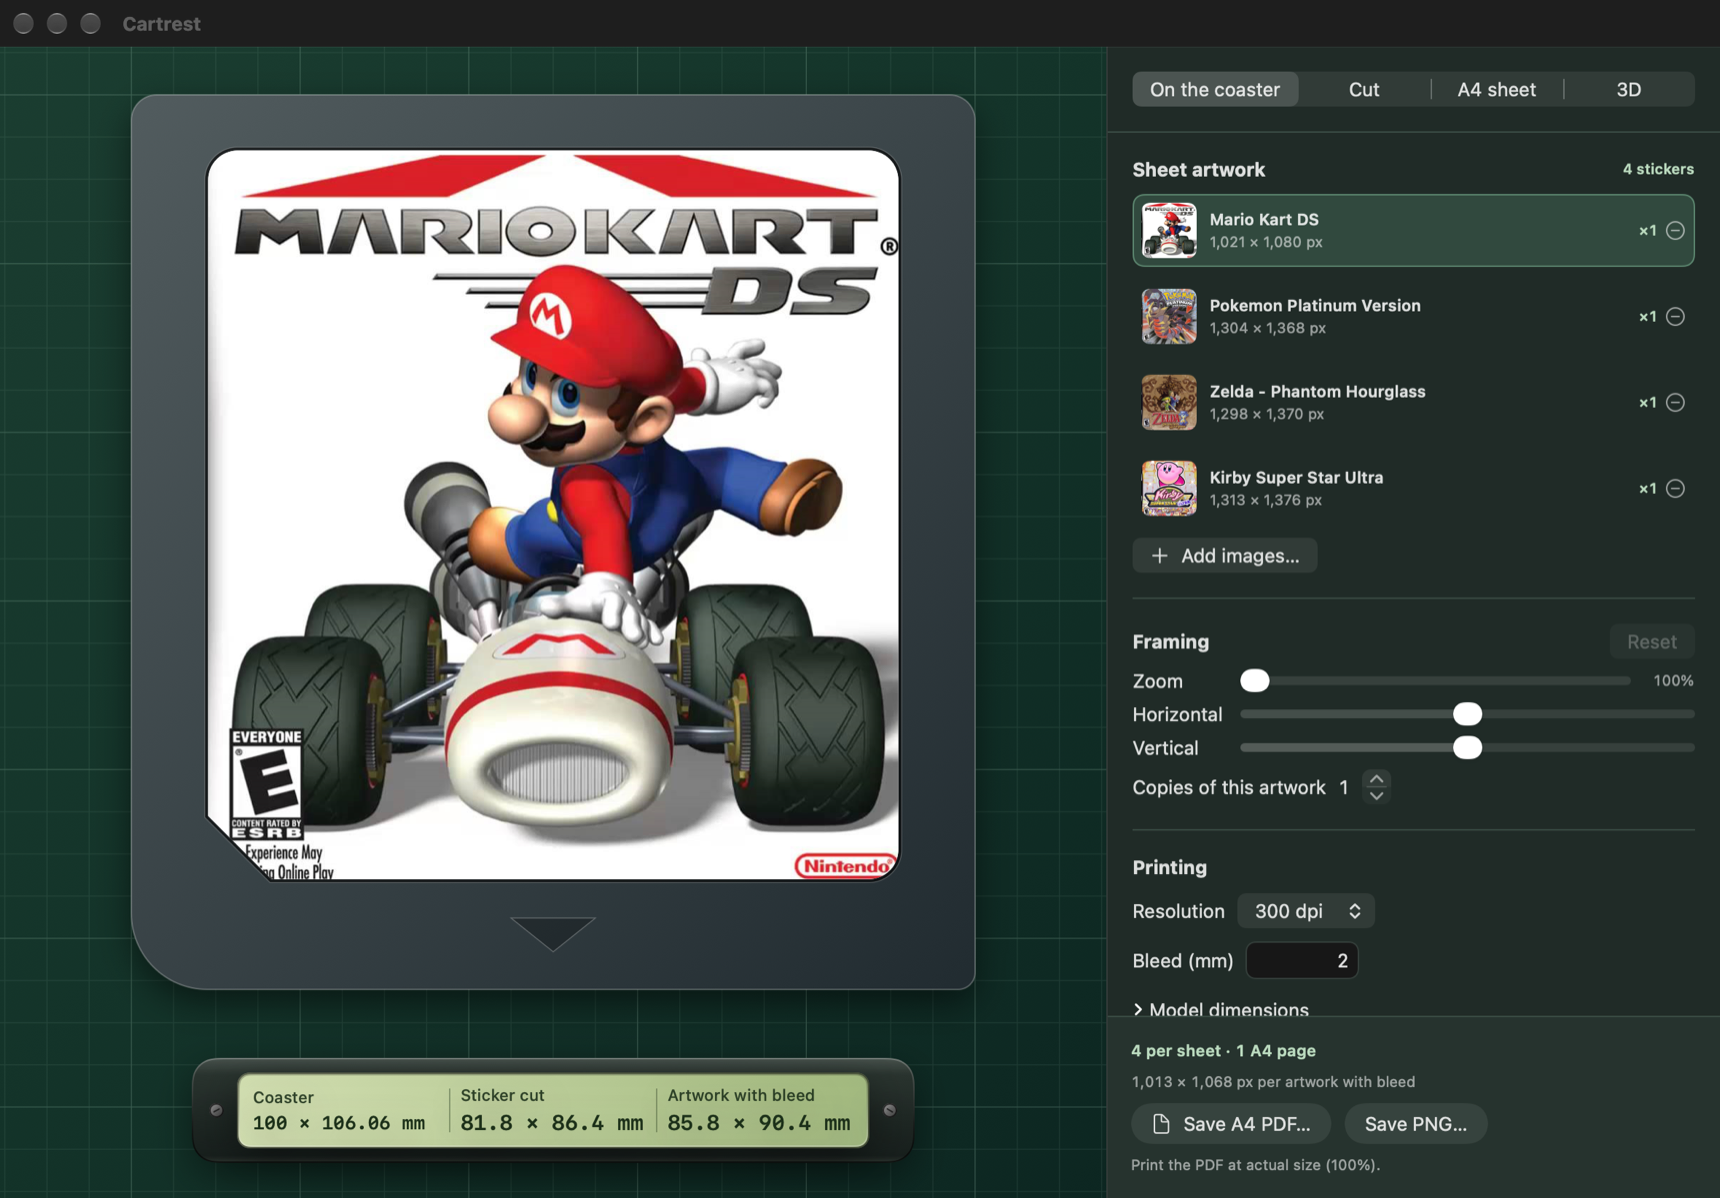 Cartrest
On the coaster
Cut
A4 sheet
3D
MARIOKART®
DS
M
EVERYONE
E
®
CONTENT RATED BY
ESRB
Experience May
Online Play
Nintendo®
Coaster
100 × 106.06 mm
Sticker cut
81.8 × 86.4 mm
Artwork with bleed
85.8 × 90.4 mm
Sheet artwork
4 stickers
Mario Kart DS
1,021 × 1,080 px
×1
Pokemon Platinum Version
1,304 × 1,368 px
×1
Zelda - Phantom Hourglass
1,298 × 1,370 px
×1
Kirby Super Star Ultra
1,313 × 1,376 px
×1
Add images...
Framing
Reset
Zoom
100%
Horizontal
Vertical
Copies of this artwork 1
Printing
Resolution 300 dpi
Bleed (mm) 2
Model dimensions
4 per sheet · 1 A4 page
1,013 × 1,068 px per artwork with bleed
Save A4 PDF...
Save PNG...
Print the PDF at actual size (100%).